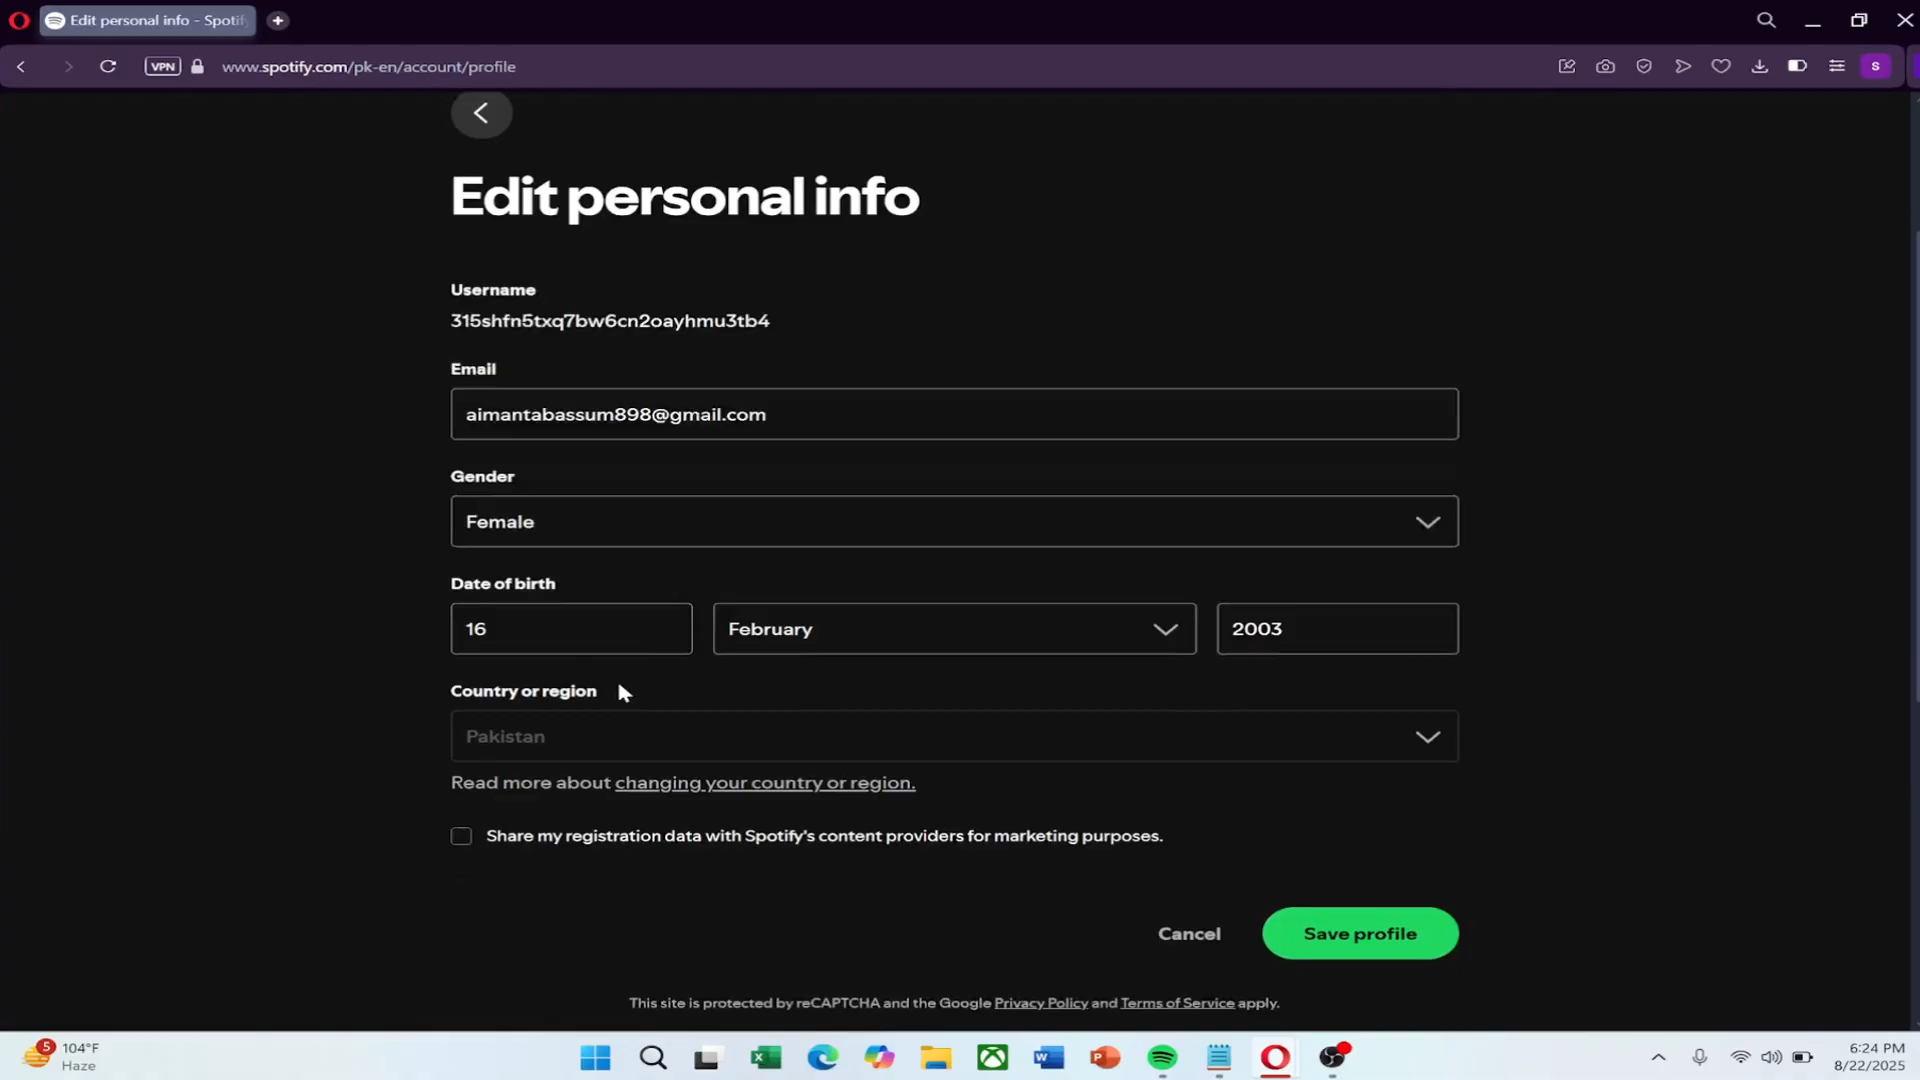 Edit personal info - Spotif
VPN
www.spotify.com/pk-en/account/profile
S
Edit personal info
Username
315shfn5txq7bw6cn2oayhmu3tb4
Email
aimantabassum898@gmail.com
Gender
Female
Date of birth
16
February
2003
Country or region
Pakistan
Read more about changing your country or region.
Share my registration data with Spotify's content providers for marketing purposes.
Cancel
Save profile
This site is protected by reCAPTCHA and the Google Privacy Policy and Terms of Service apply.
5
104°F
Haze
6:24 PM
8/22/2025